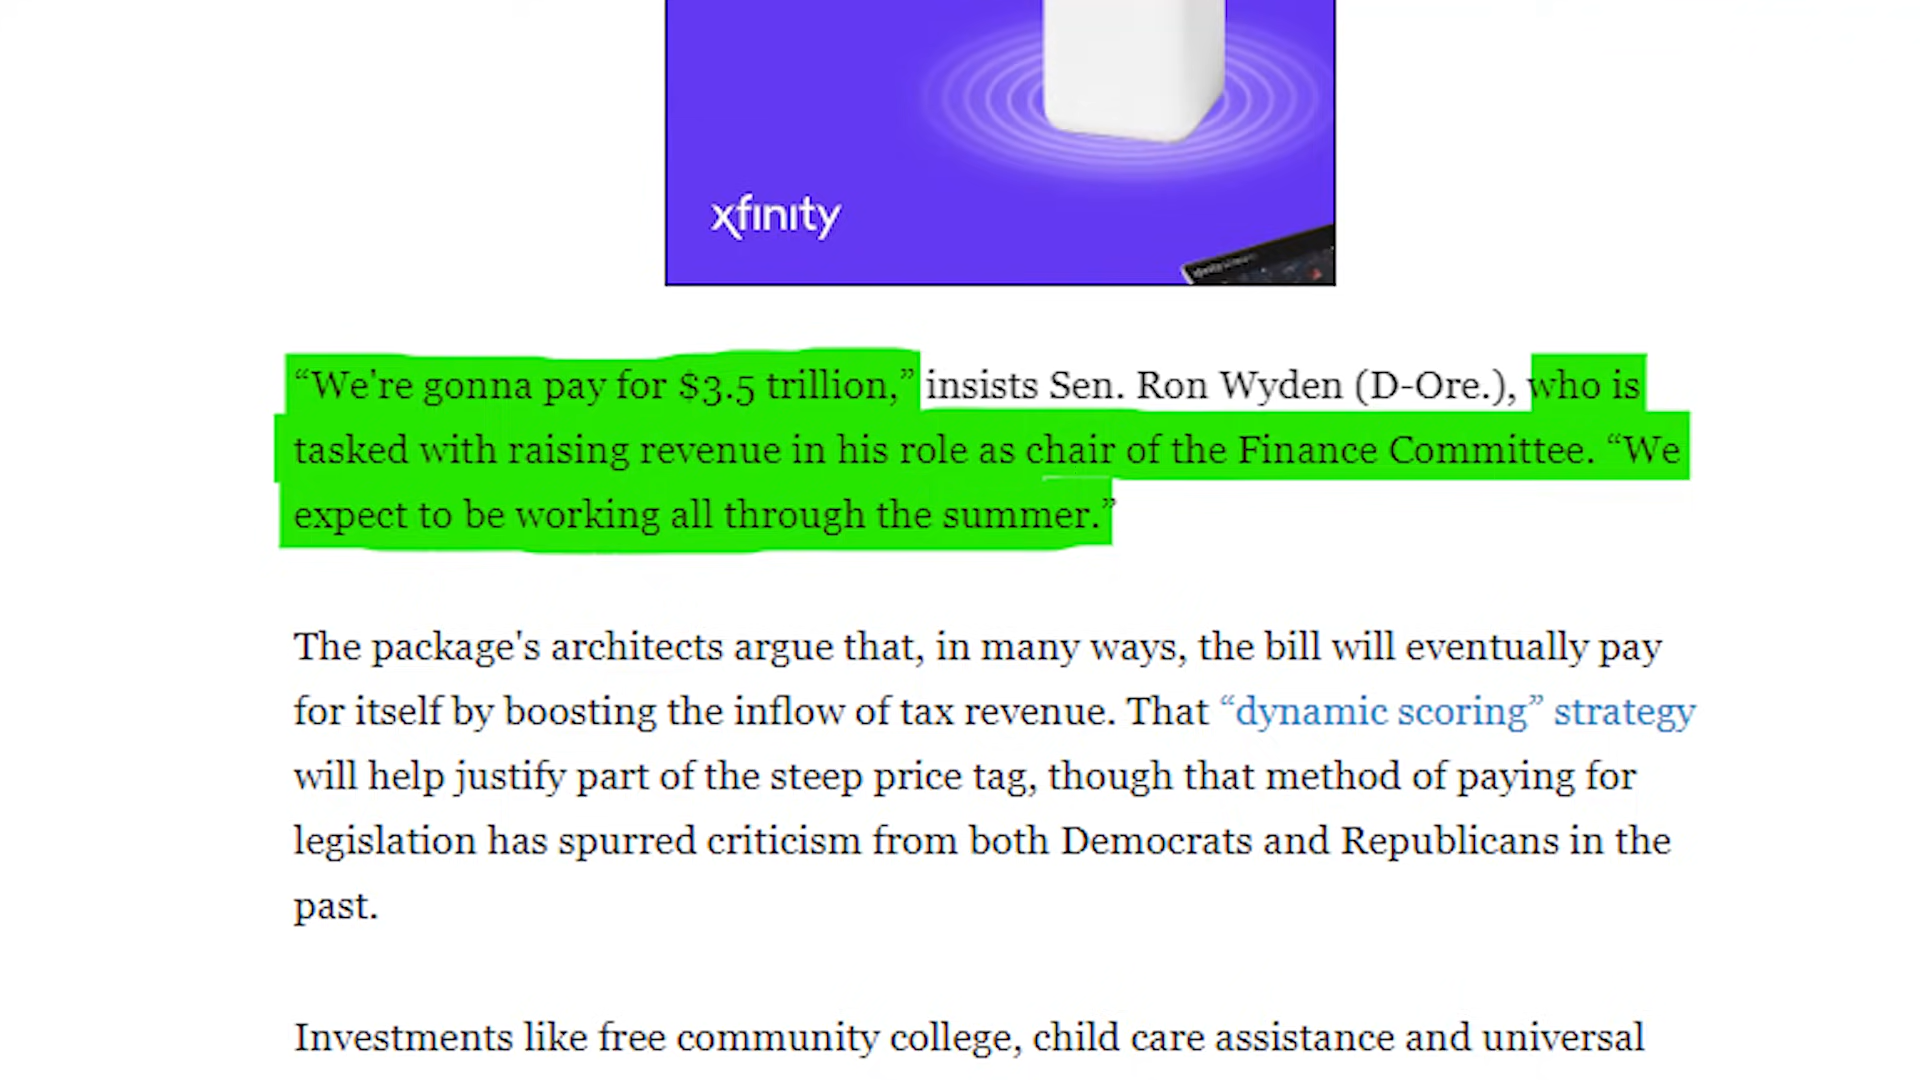 xfinity
“We're gonna pay for $3.5 trillion,” insists Sen. Ron Wyden (D-Ore.), who is
tasked with raising revenue in his role as chair of the Finance Committee. “We
expect to be working all through the summer.”
The package's architects argue that, in many ways, the bill will eventually pay
for itself by boosting the inflow of tax revenue. That “dynamic scoring” strategy
will help justify part of the steep price tag, though that method of paying for
legislation has spurred criticism from both Democrats and Republicans in the
past.
Investments like free community college, child care assistance and universal